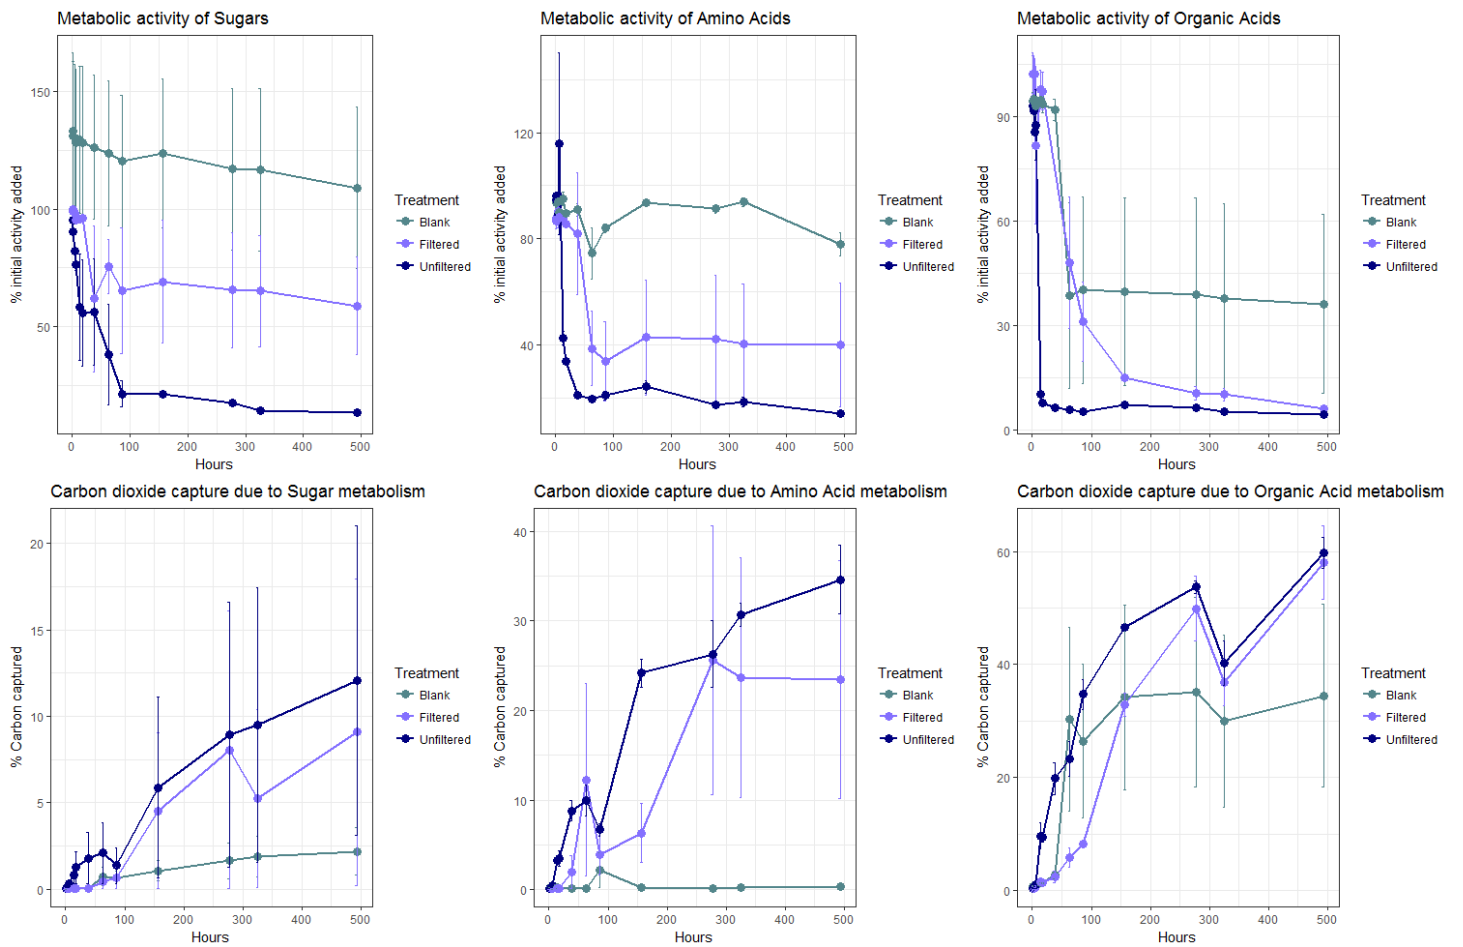 Metabolic activity of Sugars
% initial activity added
150
100
50
0
100
200
300
400
500
Hours
Treatment
Blank
Filtered
Unfiltered
Metabolic activity of Amino Acids
% initial activity added
120
80
40
0
100
200
300
400
500
Hours
Treatment
Blank
Filtered
Unfiltered
Metabolic activity of Organic Acids
% initial activity added
90
60
30
0
0
100
200
300
400
500
Hours
Treatment
Blank
Filtered
Unfiltered
Carbon dioxide capture due to Sugar metabolism
% Carbon captured
20
15
10
5
0
0
100
200
300
400
500
Hours
Treatment
Blank
Filtered
Unfiltered
Carbon dioxide capture due to Amino Acid metabolism
% Carbon captured
40
30
20
10
0
0
100
200
300
400
500
Hours
Treatment
Blank
Filtered
Unfiltered
Carbon dioxide capture due to Organic Acid metabolism
% Carbon captured
60
40
20
0
0
100
200
300
400
500
Hours
Treatment
Blank
Filtered
Unfiltered